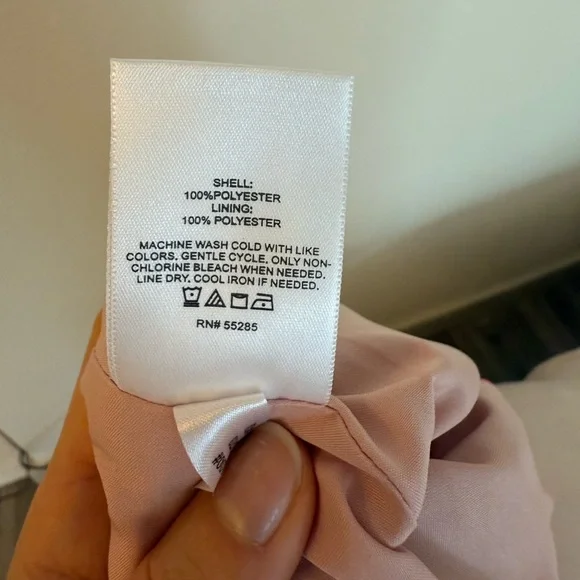 SHELL:
100%POLYESTER
LINING:
100% POLYESTER
MACHINE WASH COLD WITH LIKE
COLORS. GENTLE CYCLE. ONLY NON-
CHLORINE BLEACH WHEN NEEDED.
LINE DRY. COOL IRON IF NEEDED.
RN# 55285